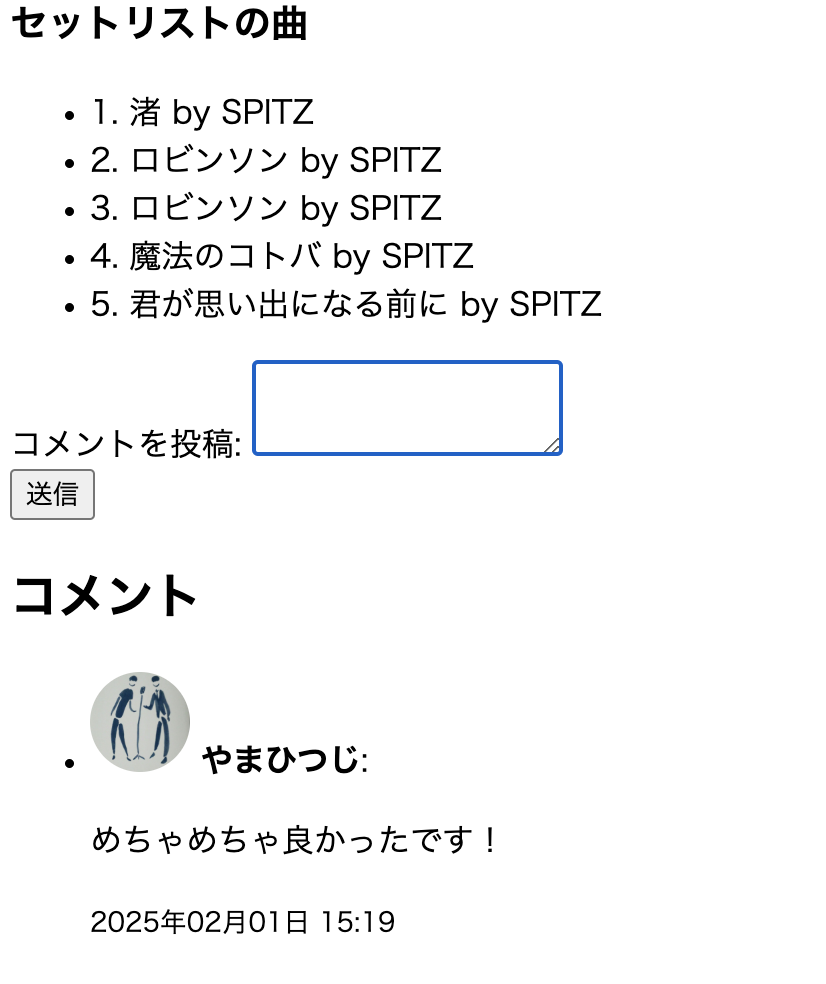 セットリストの曲
1. 渚 by SPITZ
2. ロビンソン by SPITZ
3. ロビンソン by SPITZ
4. 魔法のコトバ by SPITZ
5. 君が思い出になる前に by SPITZ
コメントを投稿:
送信
コメント
やまひつじ:
めちゃめちゃ良かったです！
2025年02月01日 15:19